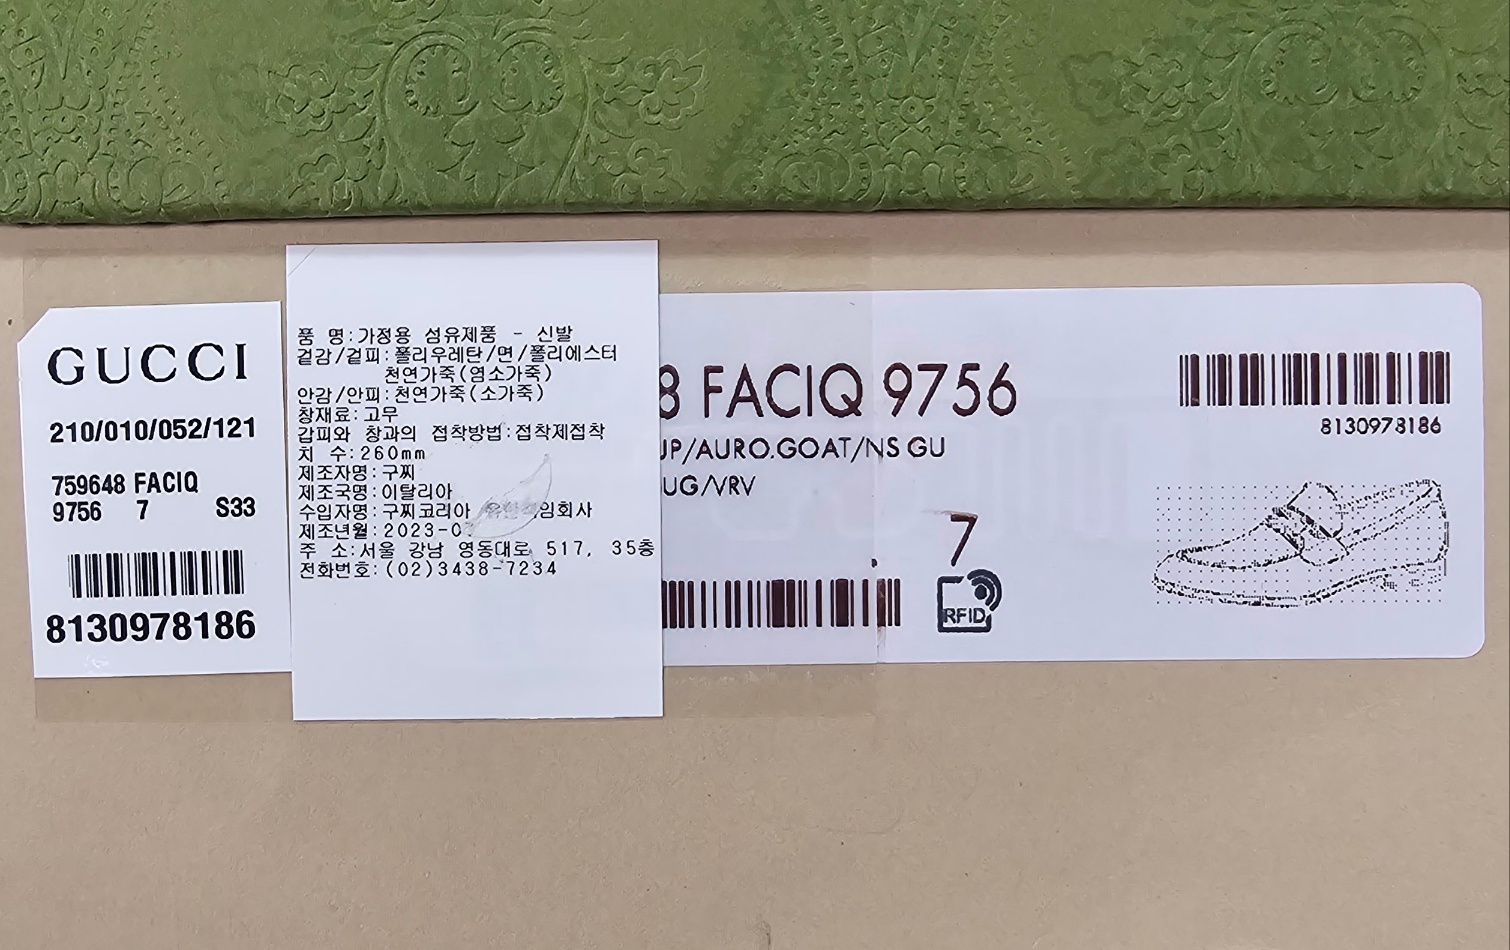 GUCCI
210/010/052/121
759648 FACIQ
9756 7 S33
8130978186
품 명:가정용 섬유제품 - 신발
겉감/겉피:폴리우레탄/면/폴리에스터
천연가죽(염소가죽)
안감/안피:천연가죽(소가죽)
창재료:고무
갑피와 창과의 접착방법:접착제접착
치 수:260mm
제조자명:구찌
제조국명:이탈리아
수입자명:구찌코리아 유한책임회사
제조년월:2023-0
주 소:서울 강남 영동대로 517, 35층
전화번호:(02)3438-7234
8 FACIQ 9756
UP/AURO.GOAT/NS GU
UG/VRV
7
RFID
8130978186